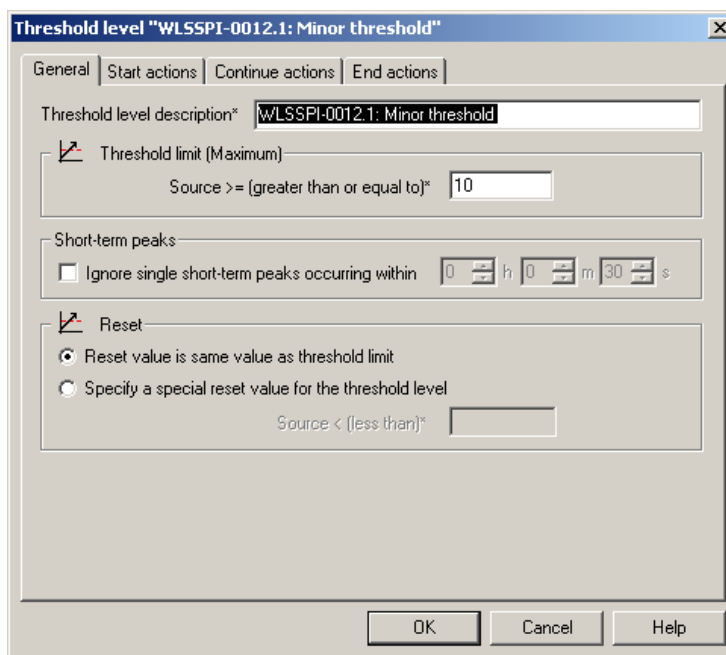 Threshold level "WLSSPI-0012.1: Minor threshold"
General Start actions Continue actions End actions
Threshold level description* WLSSPI-0012.1: Minor threshold
Threshold limit (Maximum)
Source >= (greater than or equal to)* 10
Short-term peaks
Ignore single short-term peaks occurring within 0 h 0 m 30 s
Reset
Reset value is same value as threshold limit
Specify a special reset value for the threshold level
Source < (less than)*
OK Cancel Help